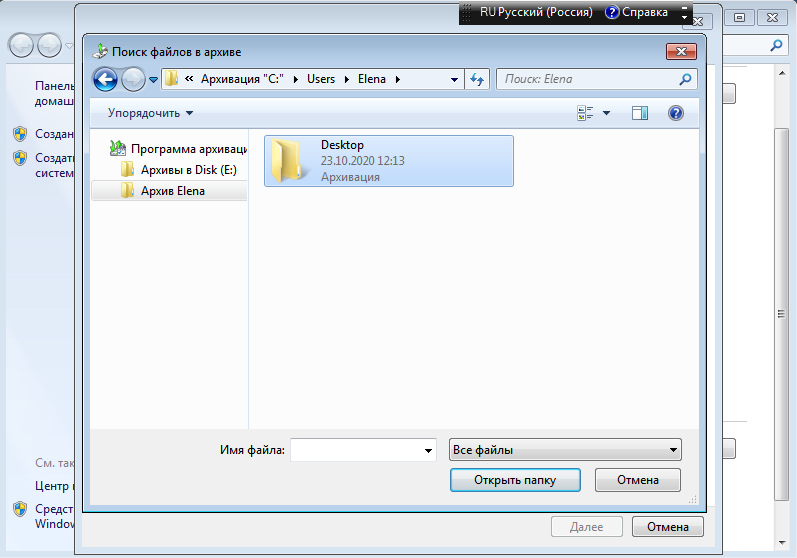 RU Русский (Россия) Справка
Поиск файлов в архиве
« Архивация "C:" Users Elena
Поиск: Elena
Упорядочить
Панель
домаш
Создан
Создать
систем
Программа архиваци
Архивы в Disk (E:)
Архив Elena
Desktop
23.10.2020 12:13
Архивация
Имя файла:
Все файлы
Открыть папку
Отмена
См. так
Центр
Средст
Window
Далее
Отмена